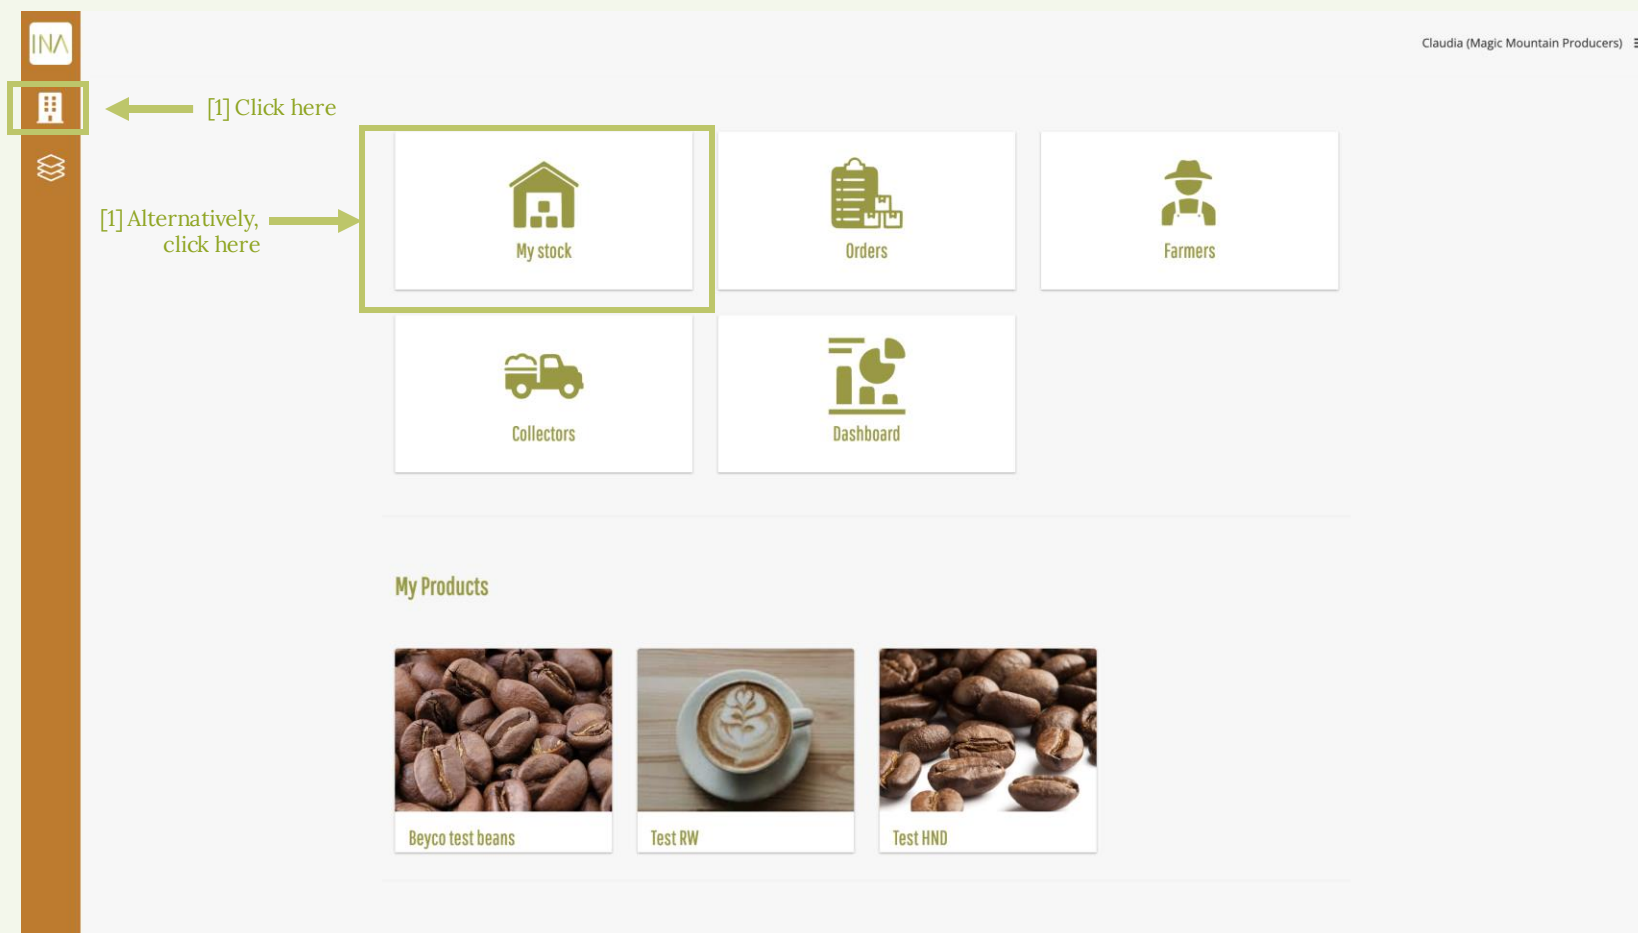 INA
Claudia (Magic Mountain Producers)
[1] Click here
[1] Alternatively,
click here
My stock
Orders
Farmers
Collectors
Dashboard
My Products
Beyco test beans
Test RW
Test HND